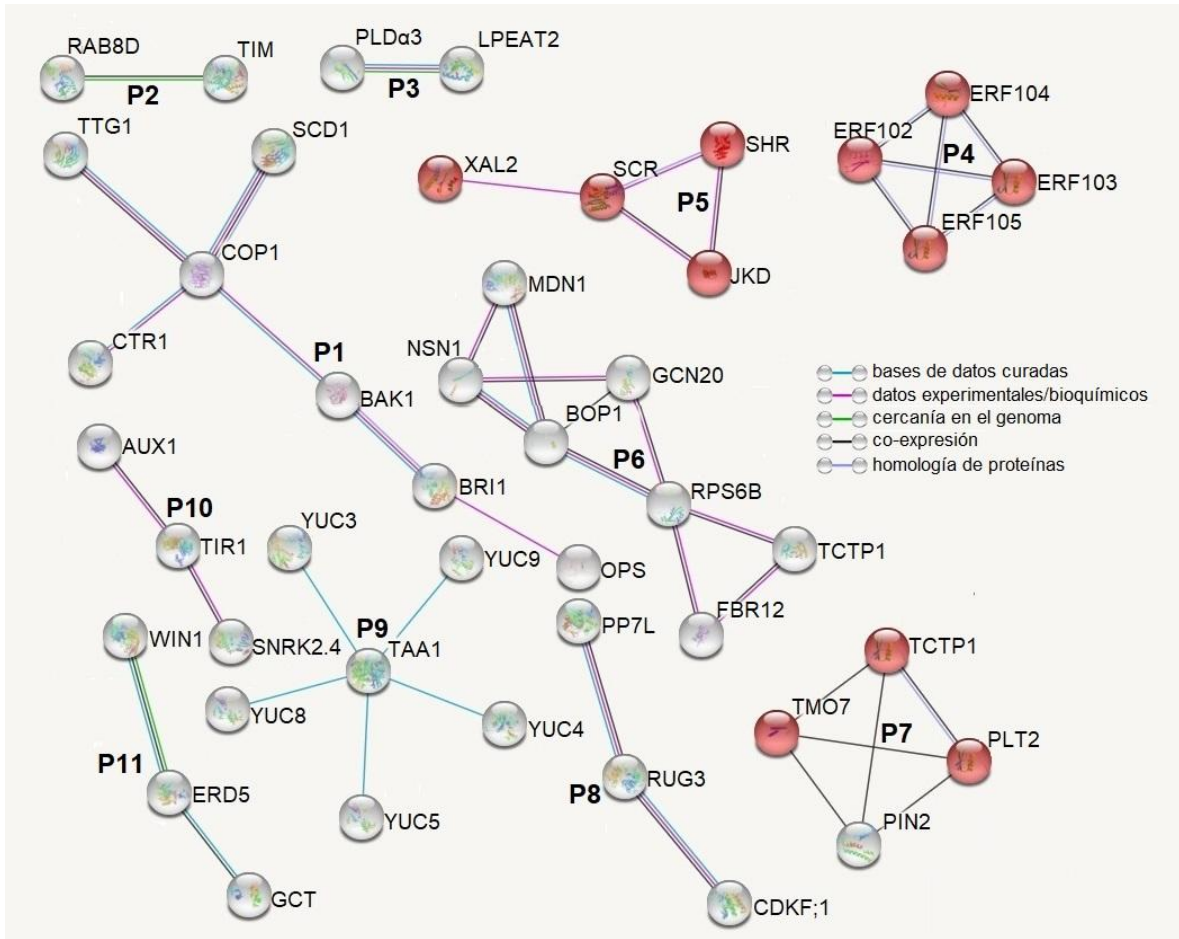 RAB8D
TIM
P2
PLDα3
LPEAT2
P3
TTG1
SCD1
COP1
CTR1
P1
BAK1
BRI1
OPS
XAL2
SCR
SHR
P5
JKD
ERF104
ERF102
P4
ERF103
ERF105
MDN1
NSN1
GCN20
BOP1
P6
RPS6B
TCTP1
FBR12
bases de datos curadas
datos experimentales/bioquímicos
cercanía en el genoma
co-expresión
homología de proteínas
AUX1
P10
TIR1
SNRK2.4
YUC3
YUC9
P9
TAA1
YUC8
YUC4
YUC5
WIN1
P11
ERD5
GCT
PP7L
P8
RUG3
CDKF;1
TCTP1
TMO7
P7
PLT2
PIN2